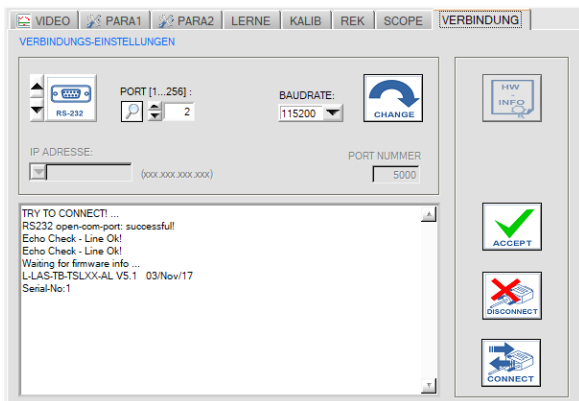 VIDEO PARA1 PARA2 LERNE KALIB REK SCOPE VERBINDUNG
VERBINDUNGS-EINSTELLUNGEN
RS-232
PORT [1...256] :
2
BAUDRATE:
115200
CHANGE
HW
-
INFO
IP ADRESSE:
(xxx.xxx.xxx.xxx)
PORT NUMMER
5000
TRY TO CONNECT! ...
RS232 open-com-port: successful!
Echo Check - Line Ok!
Echo Check - Line Ok!
Waiting for firmware info ...
L-LAS-TB-TSLXX-AL V5.1 03/Nov/17
Serial-No:1
ACCEPT
DISCONNECT
CONNECT